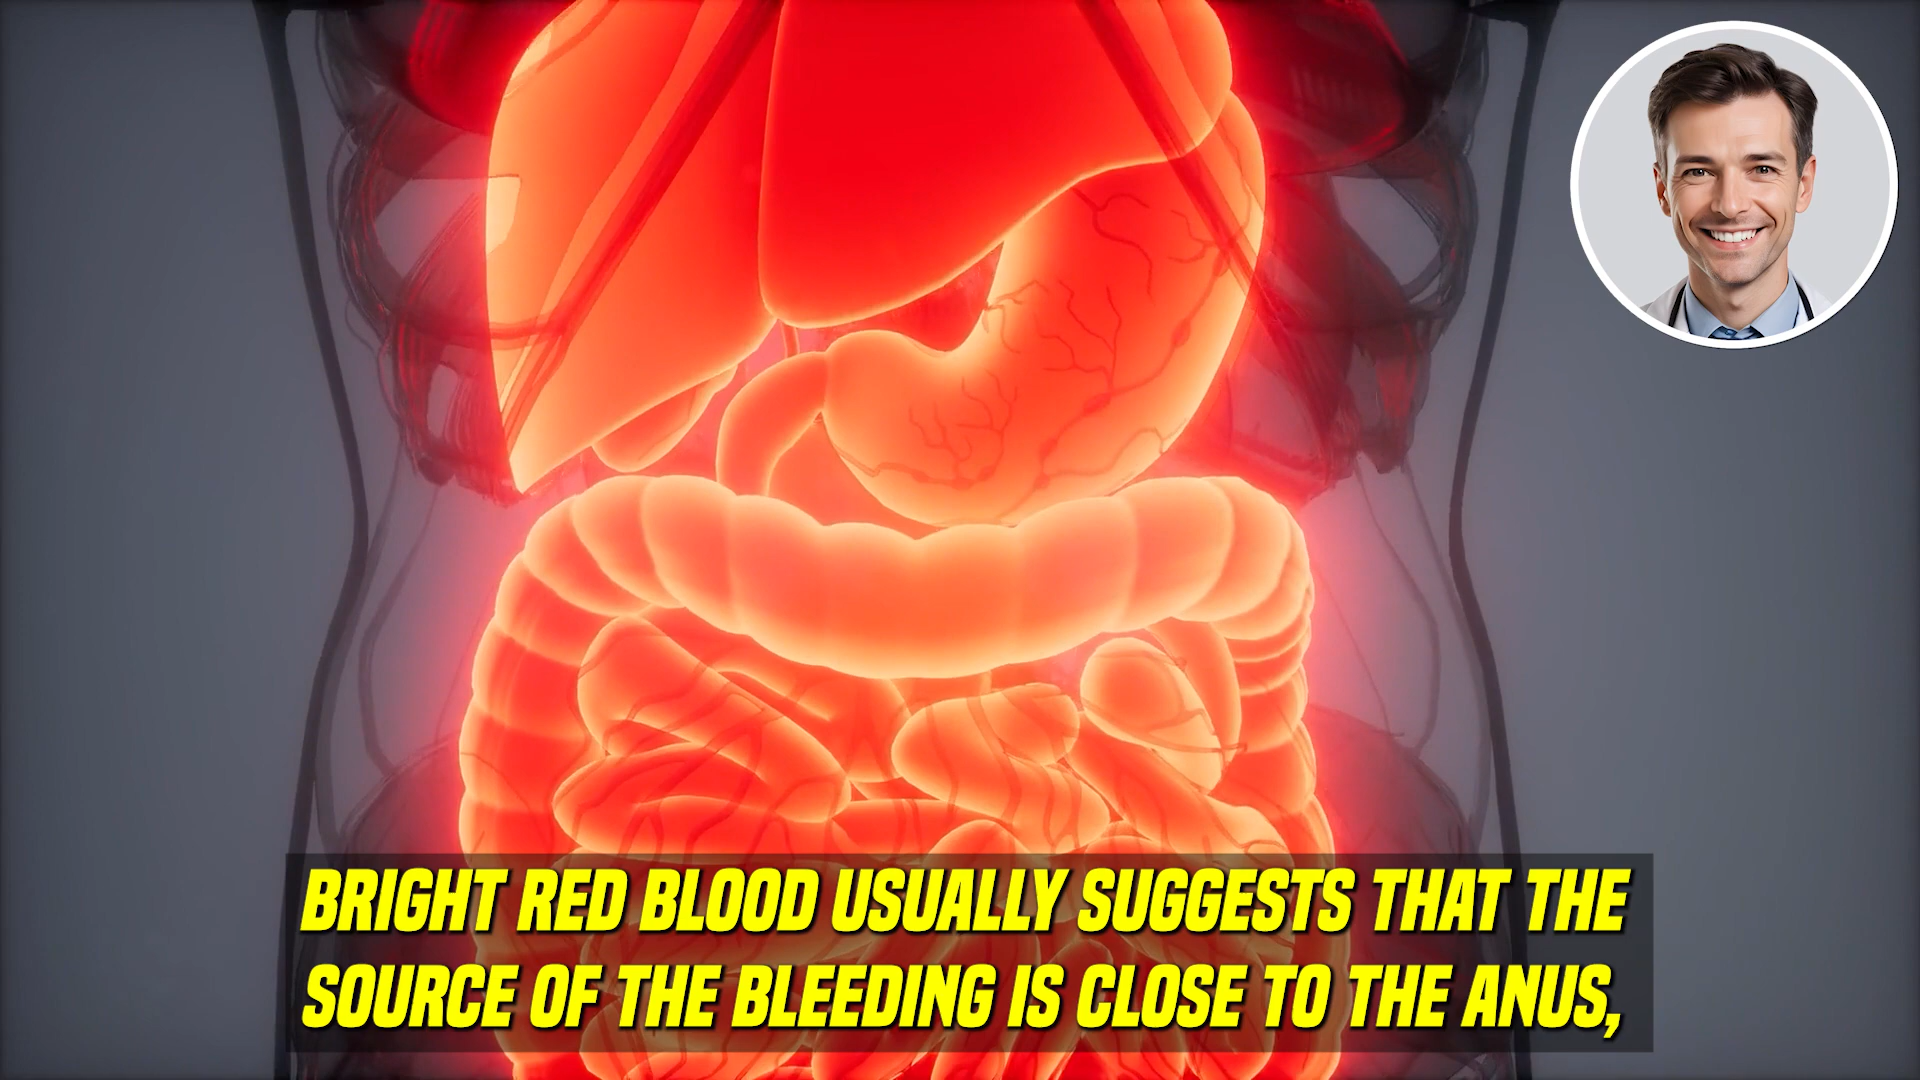 BRIGHT RED BLOOD USUALLY SUGGESTS THAT THE
SOURCE OF THE BLEEDING IS CLOSE TO THE ANUS,